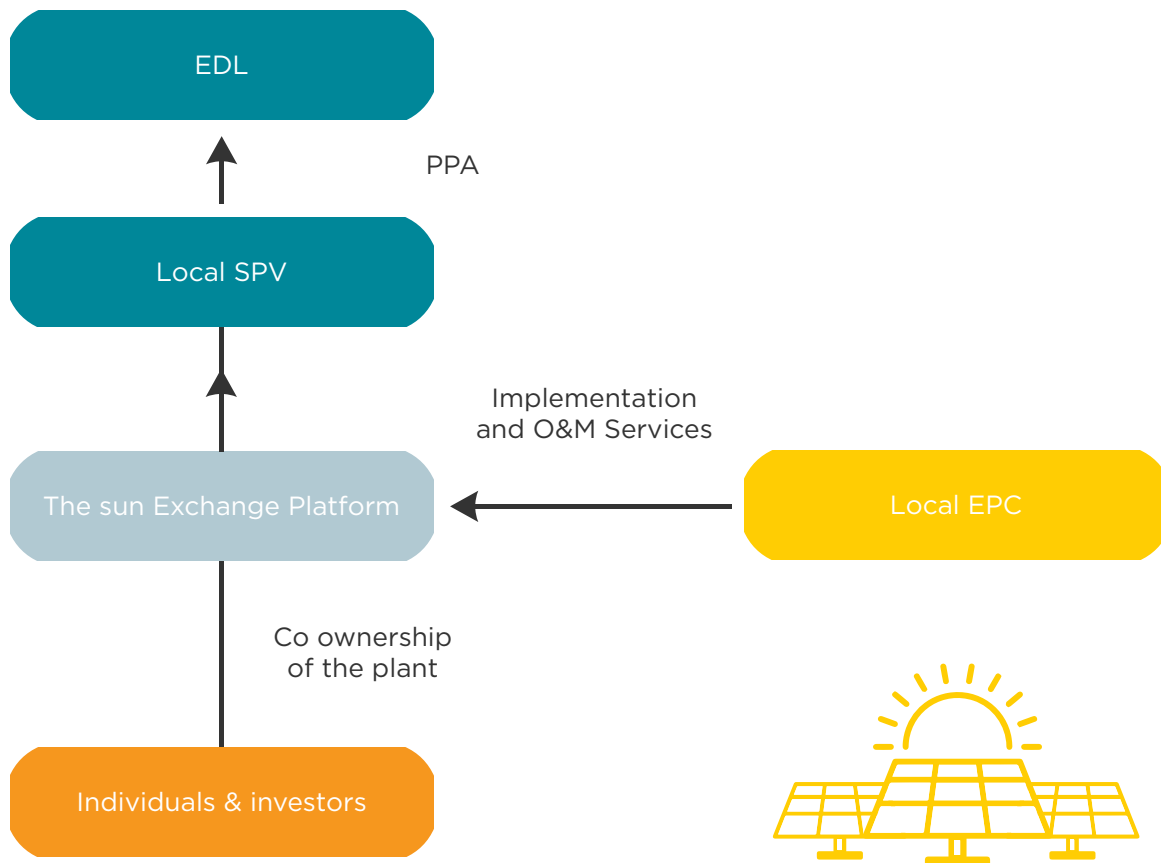 EDL
PPA
Local SPV
Implementation
and O&M Services
The sun Exchange Platform
Local EPC
Co ownership
of the plant
Individuals & investors